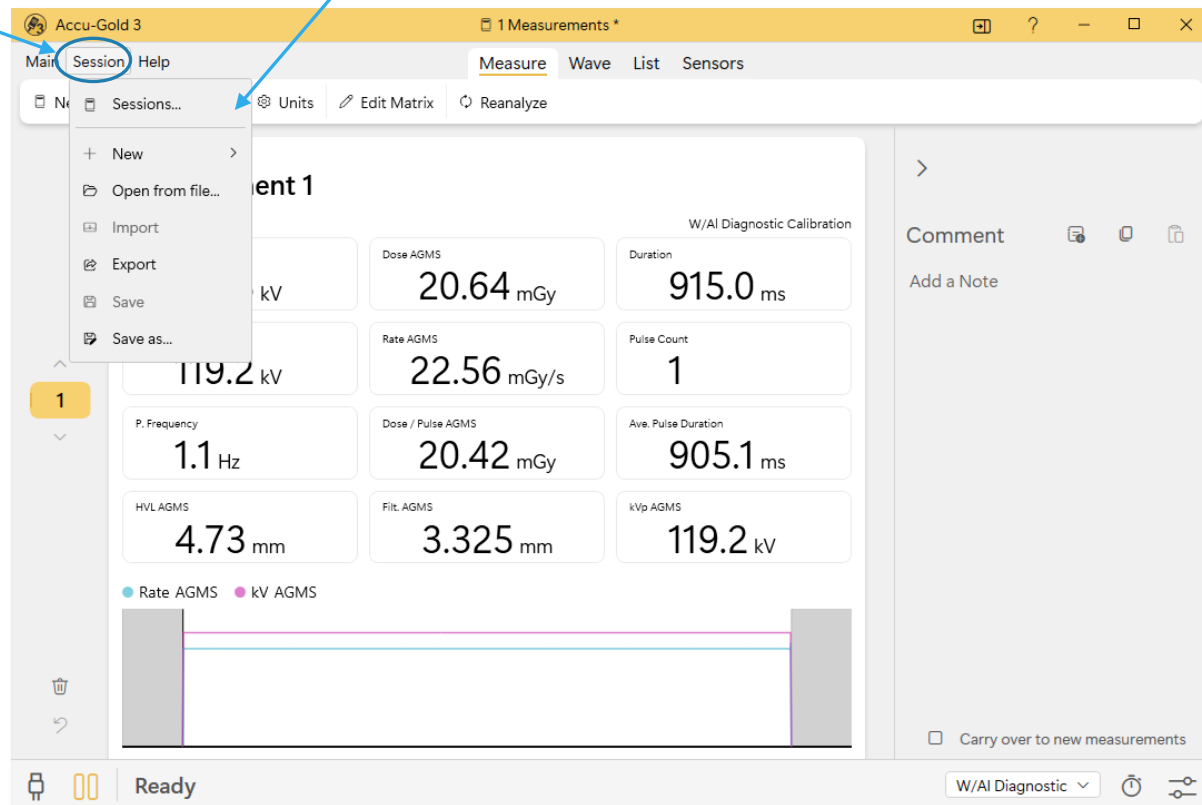 Accu-Gold 3
1 Measurements *
?
Main Session Help
Measure Wave List Sensors
Sessions...
Units
Edit Matrix
Reanalyze
New
Open from file...
Import
Export
Save
Save as...
ent 1
W/Al Diagnostic Calibration
kV
Dose AGMS
20.64 mGy
Duration
915.0 ms
119.2 kV
Rate AGMS
22.56 mGy/s
Pulse Count
1
P. Frequency
1.1 Hz
Dose / Pulse AGMS
20.42 mGy
Ave. Pulse Duration
905.1 ms
HVL AGMS
4.73 mm
Filt. AGMS
3.325 mm
kVp AGMS
119.2 kV
Rate AGMS kV AGMS
1
Comment
Add a Note
Carry over to new measurements
Ready
W/Al Diagnostic